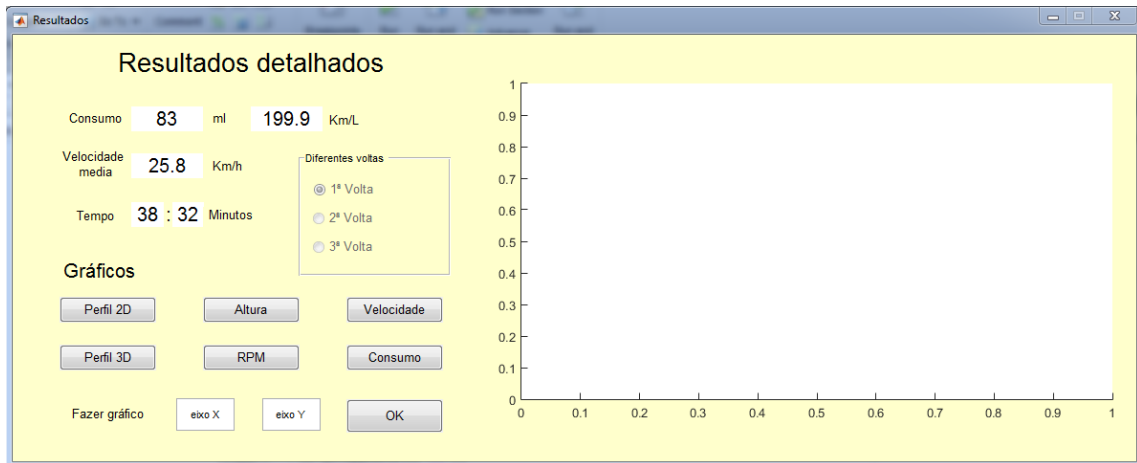 Resultados
Resultados detalhados
Consumo 83 ml 199.9 Km/L
Velocidade
media 25.8 Km/h
Tempo 38 : 32 Minutos
Diferentes voltas
1ª Volta
2ª Volta
3ª Volta
Gráficos
Perfil 2D Altura Velocidade
Perfil 3D RPM Consumo
Fazer gráfico eixo X eixo Y OK
1
0.9
0.8
0.7
0.6
0.5
0.4
0.3
0.2
0.1
0
0 0.1 0.2 0.3 0.4 0.5 0.6 0.7 0.8 0.9 1